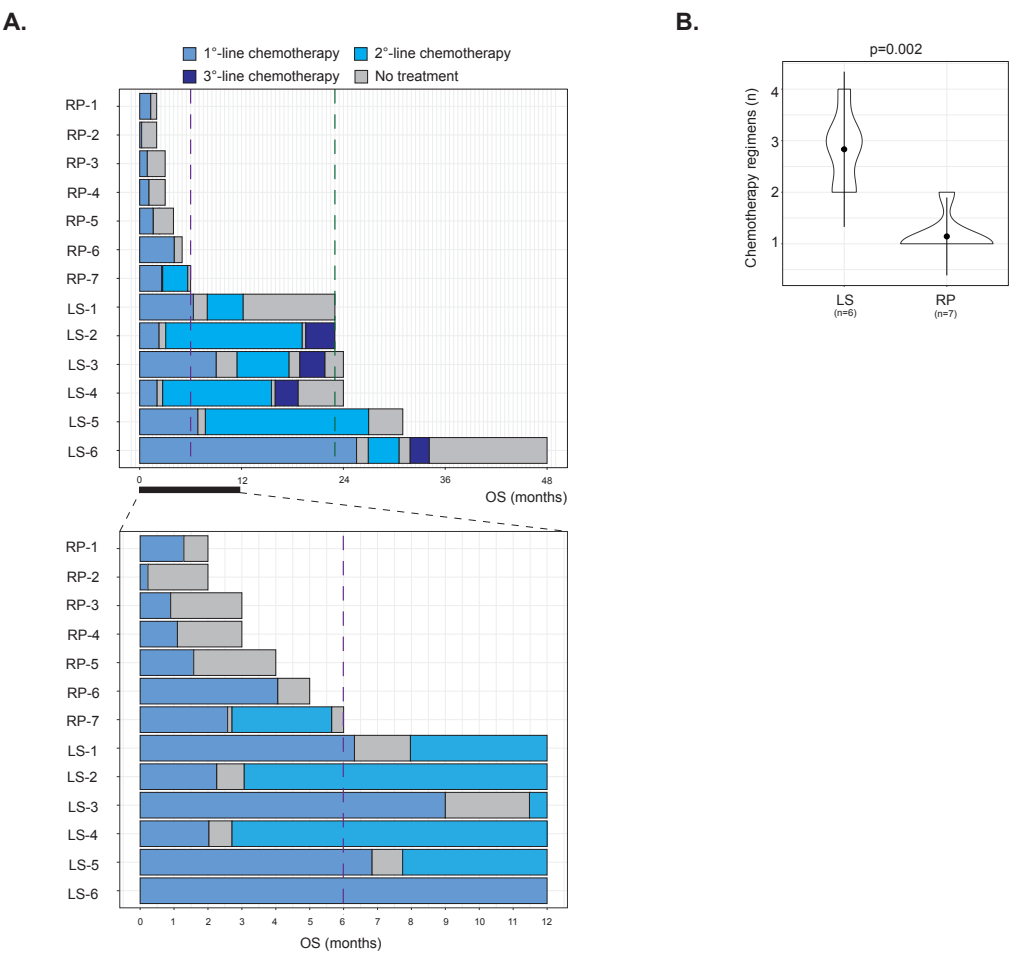 A.
1°-line chemotherapy 2°-line chemotherapy
3°-line chemotherapy No treatment
RP-1
RP-2
RP-3
RP-4
RP-5
RP-6
RP-7
LS-1
LS-2
LS-3
LS-4
LS-5
LS-6
0 12 24 36 48
OS (months)
RP-1
RP-2
RP-3
RP-4
RP-5
RP-6
RP-7
LS-1
LS-2
LS-3
LS-4
LS-5
LS-6
0 1 2 3 4 5 6 7 8 9 10 11 12
OS (months)
B.
p=0.002
Chemotherapy regimens (n)
4
3
2
1
LS RP
(n=6) (n=7)